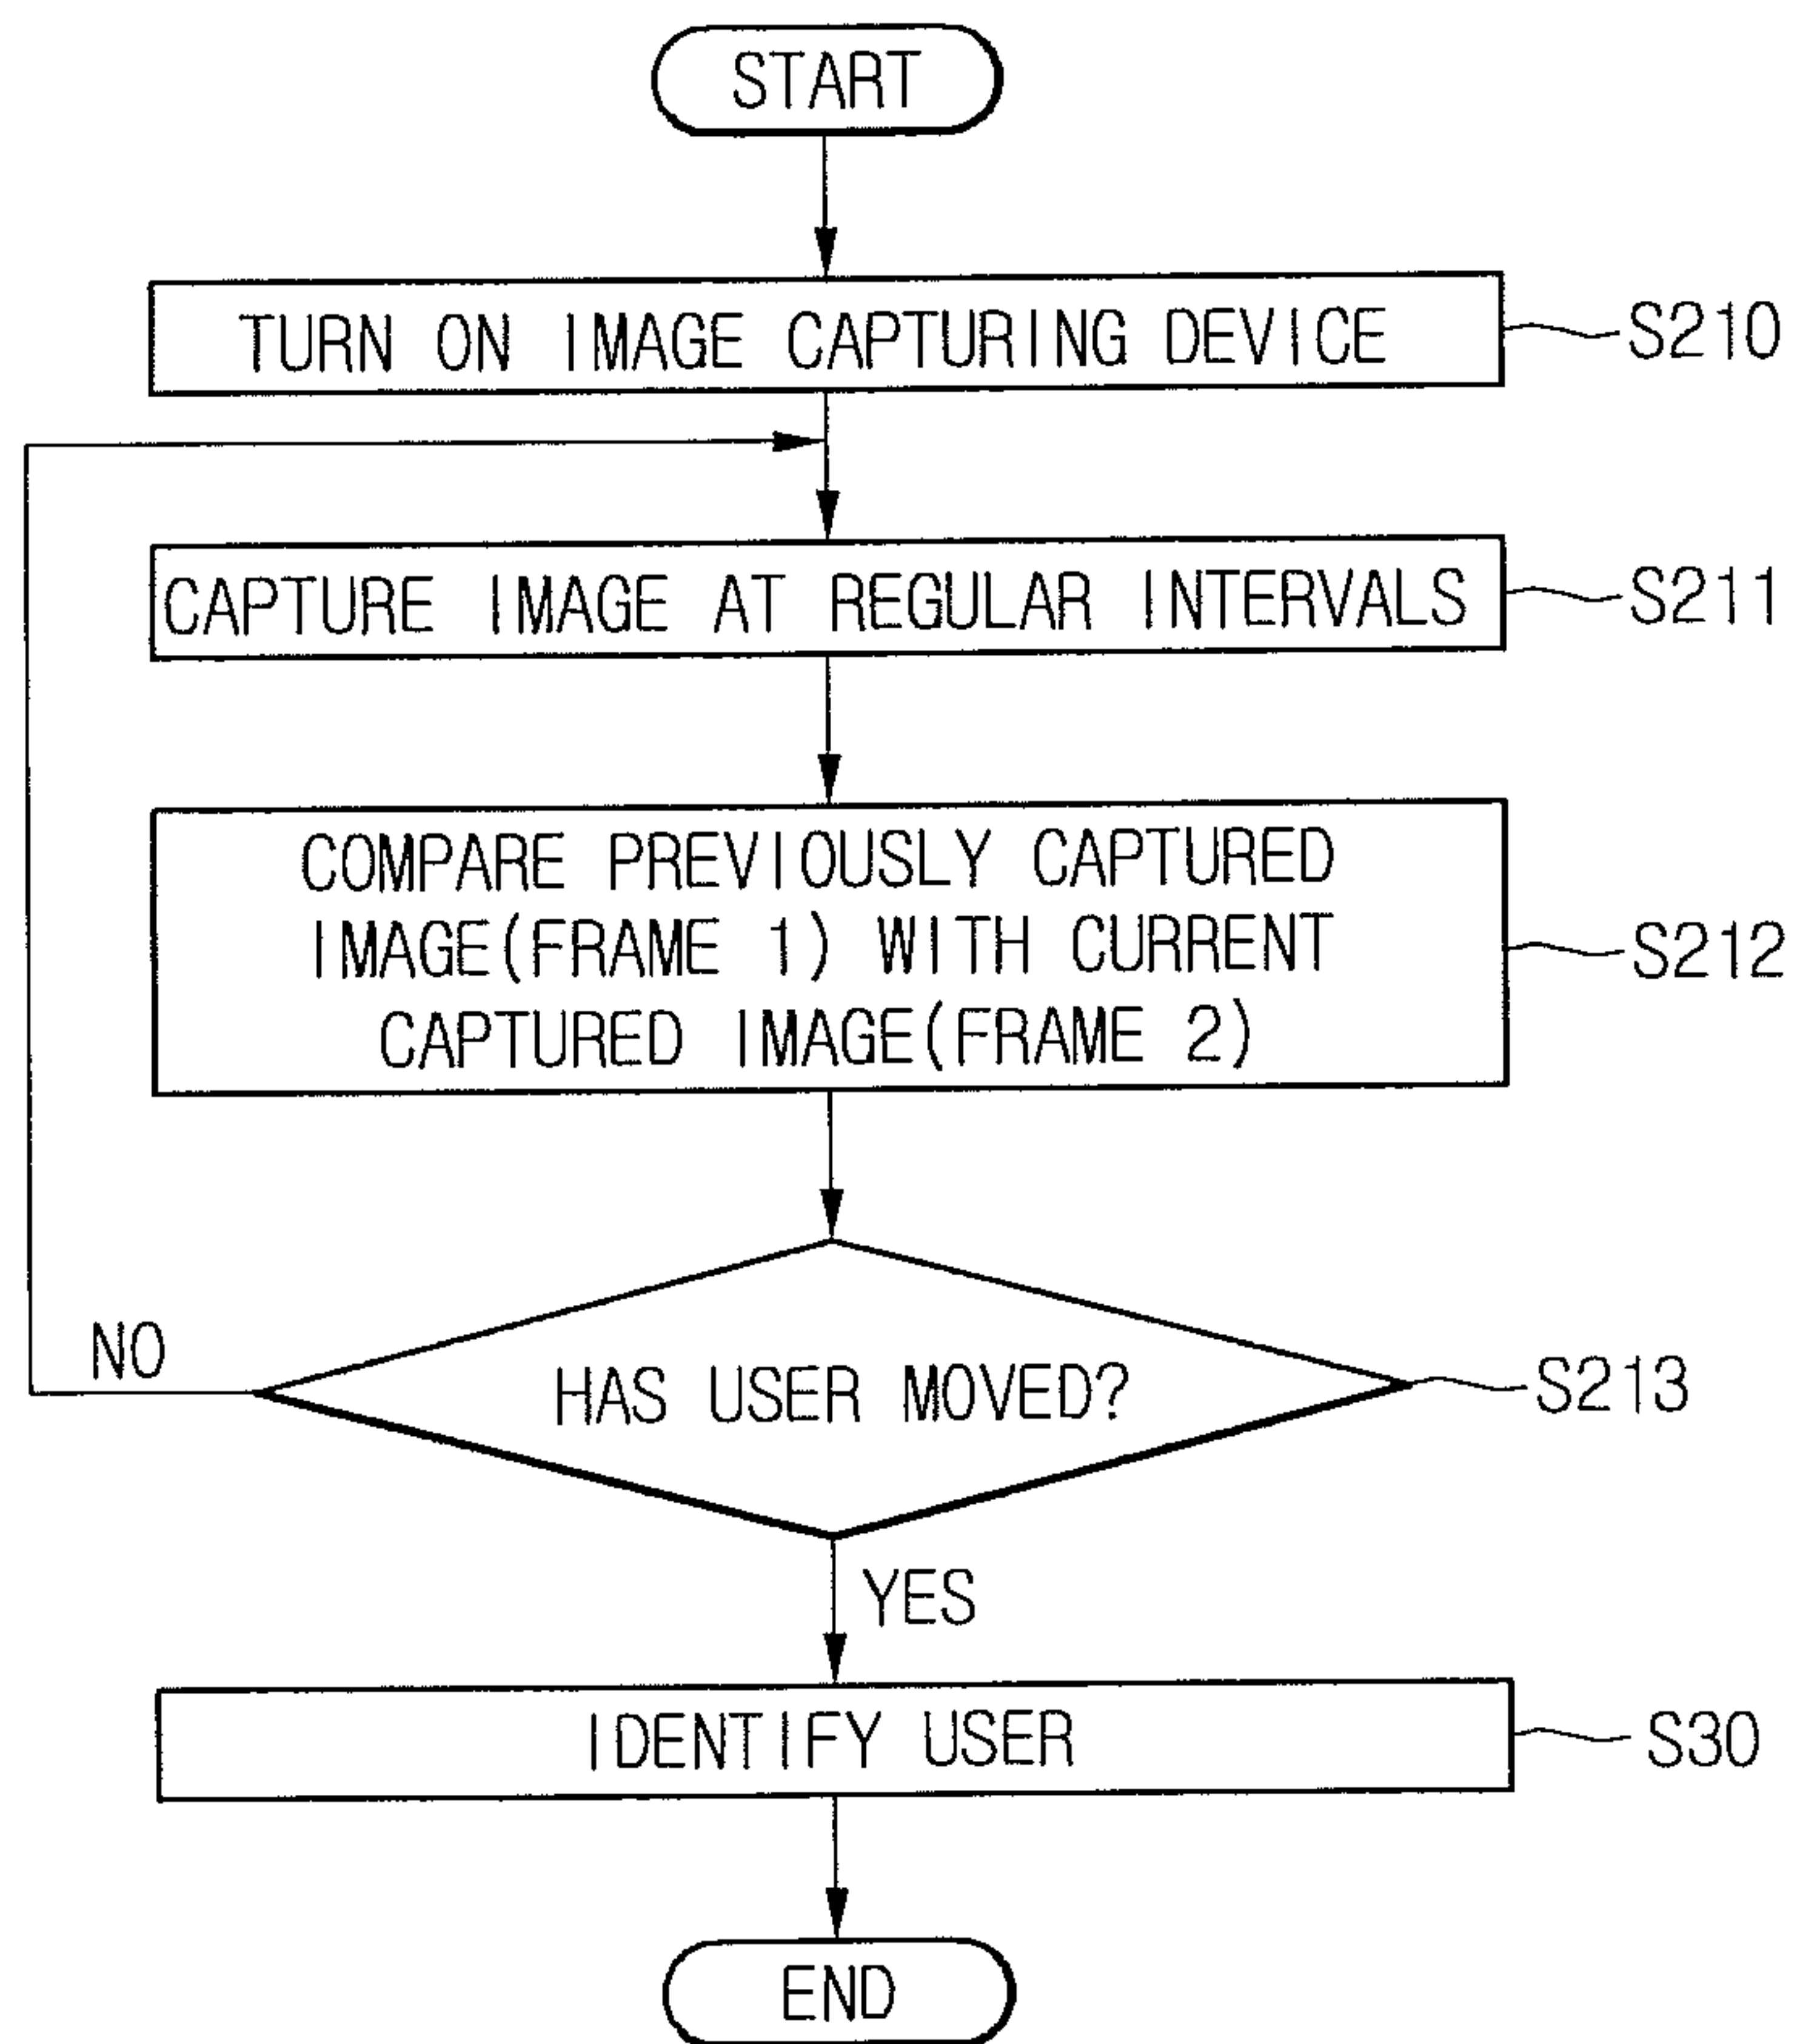 START
TURN ON IMAGE CAPTURING DEVICE
S210
CAPTURE IMAGE AT REGULAR INTERVALS
S211
COMPARE PREVIOUSLY CAPTURED
IMAGE(FRAME 1) WITH CURRENT
CAPTURED IMAGE(FRAME 2)
S212
NO
HAS USER MOVED?
S213
YES
IDENTIFY USER
S30
END